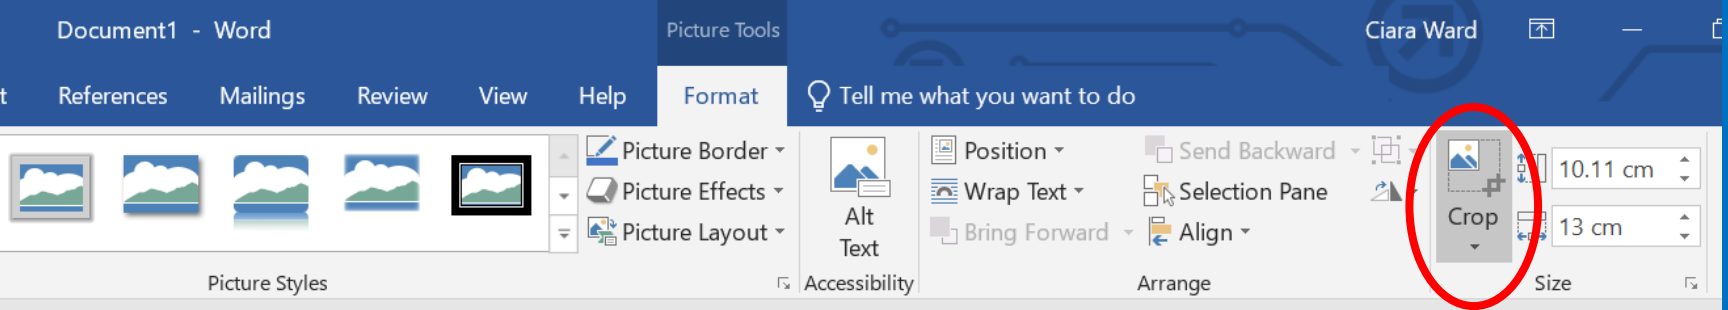 Document1 - Word
Picture Tools
Ciara Ward
t
References
Mailings
Review
View
Help
Format
Tell me what you want to do
Picture Border
Picture Effects
Picture Layout
Picture Styles
Alt
Text
Accessibility
Position
Wrap Text
Bring Forward
Send Backward
Selection Pane
Align
Arrange
Crop
10.11 cm
13 cm
Size